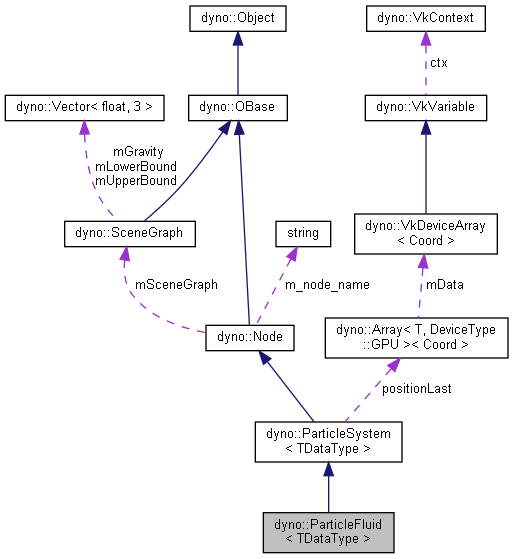 dyno::Object
dyno::VkContext
ctx
dyno::Vector< float, 3 >
dyno::OBase
dyno::VkVariable
mGravity
mLowerBound
mUpperBound
dyno::SceneGraph
string
dyno::VkDeviceArray
< Coord >
mSceneGraph
m_node_name
mData
dyno::Node
dyno::Array< T, DeviceType
::GPU >< Coord >
positionLast
dyno::ParticleSystem
< TDataType >
dyno::ParticleFluid
< TDataType >